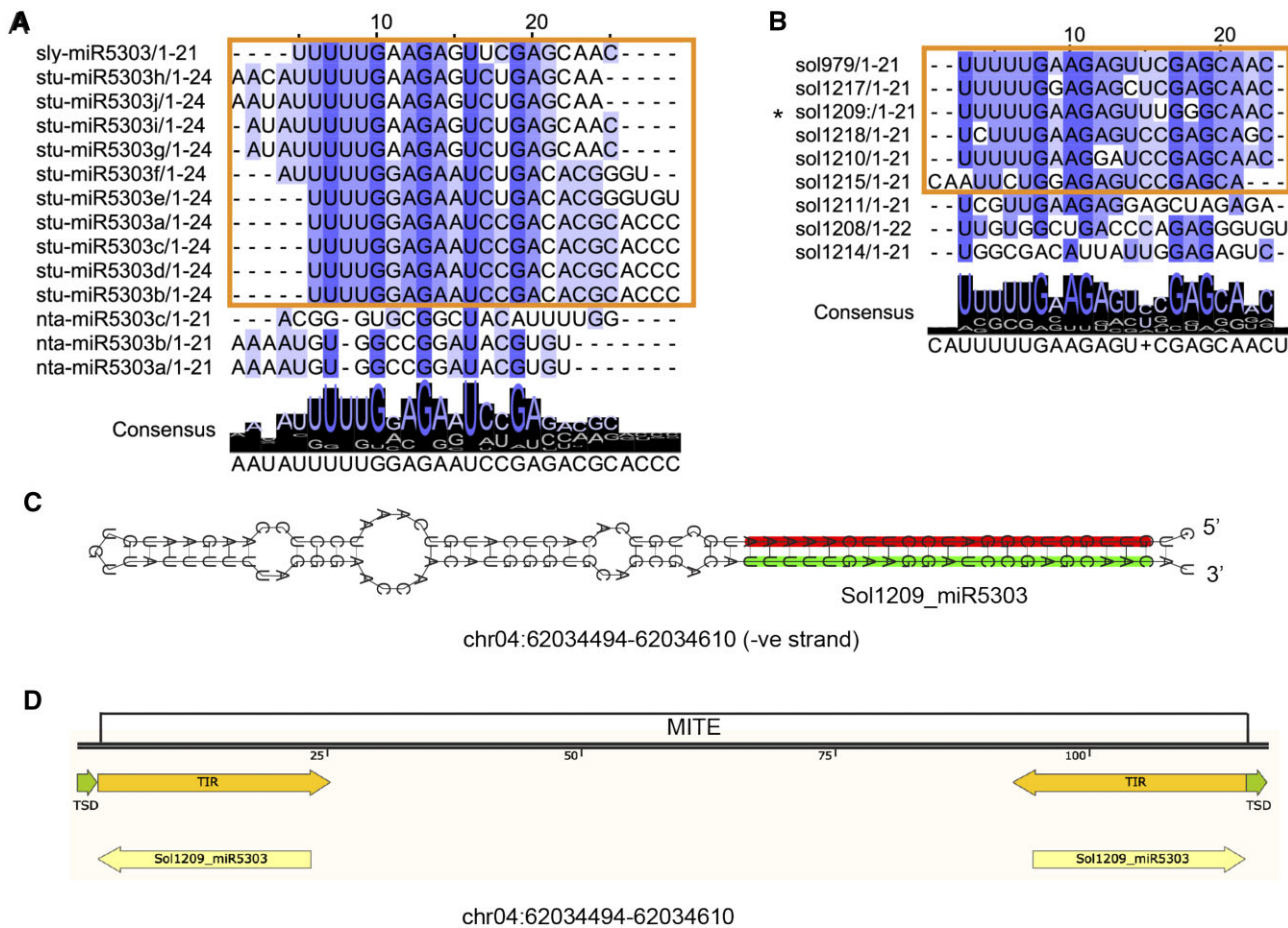 A
10 20
sly-miR5303/1-21 - - - - UUUUUGAAGAGUUCGAGCAAC - - - -
stu-miR5303h/1-24 AACAUUUUUGAAGAGUCUGAGCAA - - - - -
stu-miR5303j/1-24 AAUAUUUUUGAAGAGUCUGAGCAA - - - - -
stu-miR5303i/1-24 - AUAUUUUUGAAGAGUCUGAGCAAC - - - -
stu-miR5303g/1-24 - AUAUUUUUGAAGAGUCUGAGCAAC - - - -
stu-miR5303f/1-24 - - - AUUUUUGGAGAAUCUGACACGGGU - -
stu-miR5303e/1-24 - - - - - UUUUGGAGAAUCUGACACGGGUGU
stu-miR5303a/1-24 - - - - - UUUUGGAGAAUCCGACACGCACCC
stu-miR5303c/1-24 - - - - - UUUUGGAGAAUCCGACACGCACCC
stu-miR5303d/1-24 - - - - - UUUUGGAGAAUCCGACACGCACCC
stu-miR5303b/1-24 - - - - - UUUUGGAGAAUCCGACACGCACCC
nta-miR5303c/1-21 - - - ACGG - GUGCGGCUACAUUUUGG - - - -
nta-miR5303b/1-21 AAAAUGU - GGCCGGAUACGUGU - - - - - - -
nta-miR5303a/1-21 AAAAUGU - GGCCGGAUACGUGU - - - - - - -
Consensus
AAUAUUUUUGGAGAAUCCGAGACGCACCC
B
10 20
sol979/1-21 - - UUUUUGAAGAGUUCGAGCAAC -
sol1217/1-21 - - UUUUUGGAGAGCUCGAGCAAC -
* sol1209:/1-21 - - UUUUUGAAGAGUUUGGGCAAC -
sol1218/1-21 - - UCUUUGAAGAGUCCGAGCAGC -
sol1210/1-21 - - UUUUUGAAGGAUCCGAGCAAC -
sol1215/1-21 CAAUUCUGGAGAGUCCGAGCA - - -
sol1211/1-21 - - UCGUUGAAGAGGAGCUAGAGA -
sol1208/1-22 - - UUGUGGCUGACCCAGAGGGUGU
sol1214/1-21 - - UGGCGACAUUAUUGGAGAGUC -
Consensus
CAUUUUUGAAGAGU+CGAGCAACU
C
5'
3'
Sol1209_miR5303
chr04:62034494-62034610 (-ve strand)
D
MITE
25 50 75 100
TIR TIR
TSD TSD
Sol1209_miR5303 Sol1209_miR5303
chr04:62034494-62034610